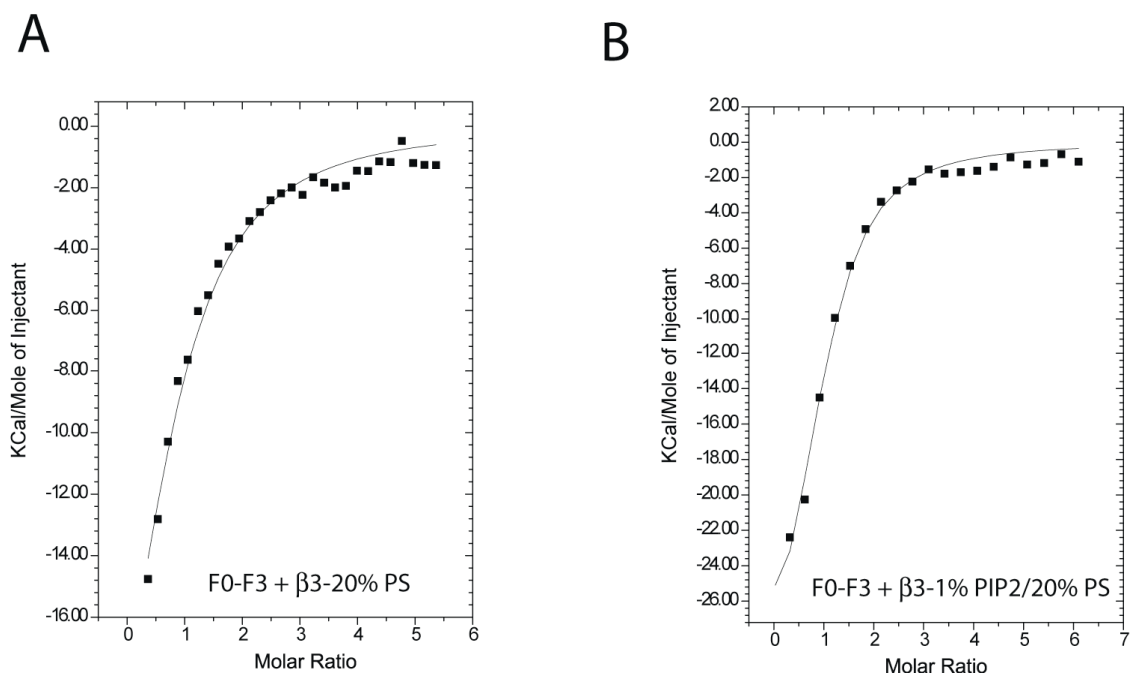 A
KCal/Mole of Injectant
0.00
-2.00
-4.00
-6.00
-8.00
-10.00
-12.00
-14.00
-16.00
F0-F3 + β3-20% PS
0 1 2 3 4 5 6
Molar Ratio
B
KCal/Mole of Injectant
2.00
0.00
-2.00
-4.00
-6.00
-8.00
-10.00
-12.00
-14.00
-16.00
-18.00
-20.00
-22.00
-24.00
-26.00
F0-F3 + β3-1% PIP2/20% PS
0 1 2 3 4 5 6 7
Molar Ratio